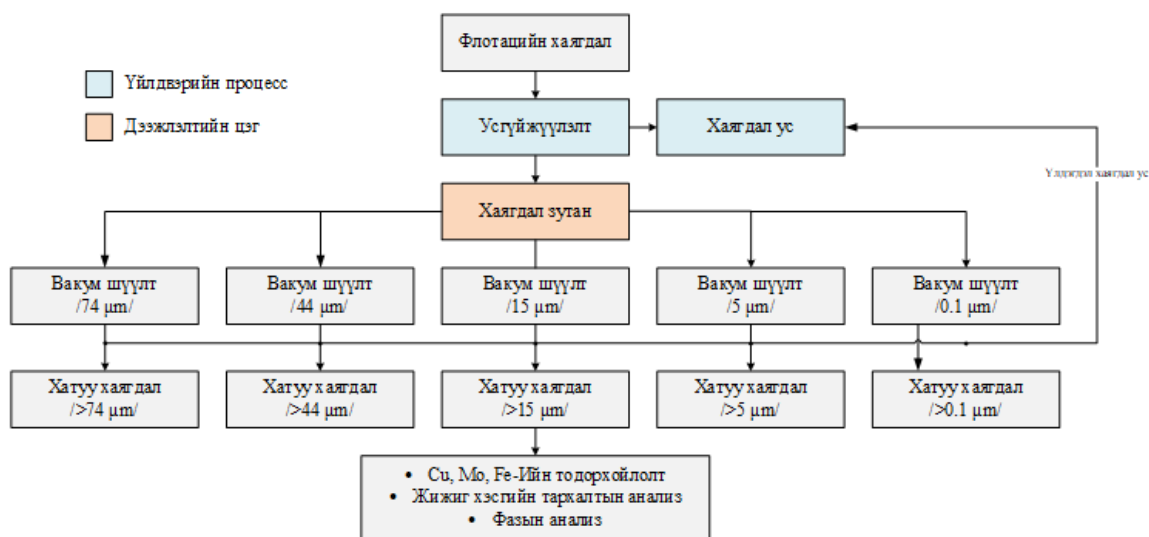 Флотацийн хаягдал
Үйлдвэрийн процесс
Дээжлэлтийн цэг
Усгүйжүүлэлт
Хаягдал ус
Үлдэгдэл хаягдал ус
Хаягдал зутан
Вакум шүүлт
/74 µm/
Вакум шүүлт
/44 µm/
Вакум шүүлт
/15 µm/
Вакум шүүлт
/5 µm/
Вакум шүүлт
/0.1 µm/
Хатуу хаягдал
/>74 µm/
Хатуу хаягдал
/>44 µm/
Хатуу хаягдал
/>15 µm/
Хатуу хаягдал
/>5 µm/
Хатуу хаягдал
/>0.1 µm/
• Cu, Mo, Fe-Ийн тодорхойлолт
• Жижиг хэсгийн тархалтын анализ
• Фазын анализ